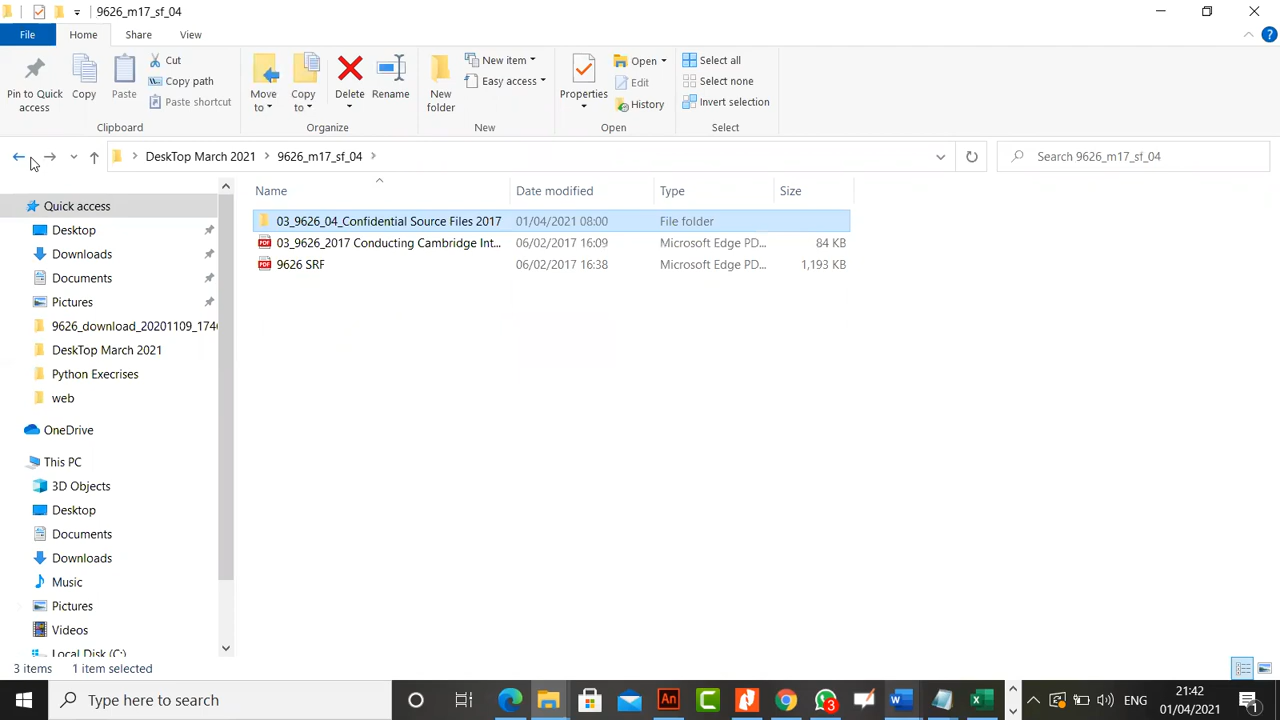 9626_m17_sf_04
File Home Share View
Pin to Quick access
Copy
Paste
Cut
Copy path
Paste shortcut
Clipboard
Move to
Copy to
Delete
Rename
Organize
New folder
New item
Easy access
New
Properties
Open
Edit
History
Open
Select all
Select none
Invert selection
Select
DeskTop March 2021 9626_m17_sf_04
Search 9626_m17_sf_04
Name Date modified Type Size
03_9626_04_Confidential Source Files 2017 01/04/2021 08:00 File folder
03_9626_2017 Conducting Cambridge Int... 06/02/2017 16:09 Microsoft Edge PD... 84 KB
9626 SRF 06/02/2017 16:38 Microsoft Edge PD... 1,193 KB
Quick access
Desktop
Downloads
Documents
Pictures
9626_download_20201109_174
DeskTop March 2021
Python Execrises
web
OneDrive
This PC
3D Objects
Desktop
Documents
Downloads
Music
Pictures
Videos
Local Disk (C:)
3 items 1 item selected
Type here to search
An
C
3
ENG
21:42
01/04/2021
1